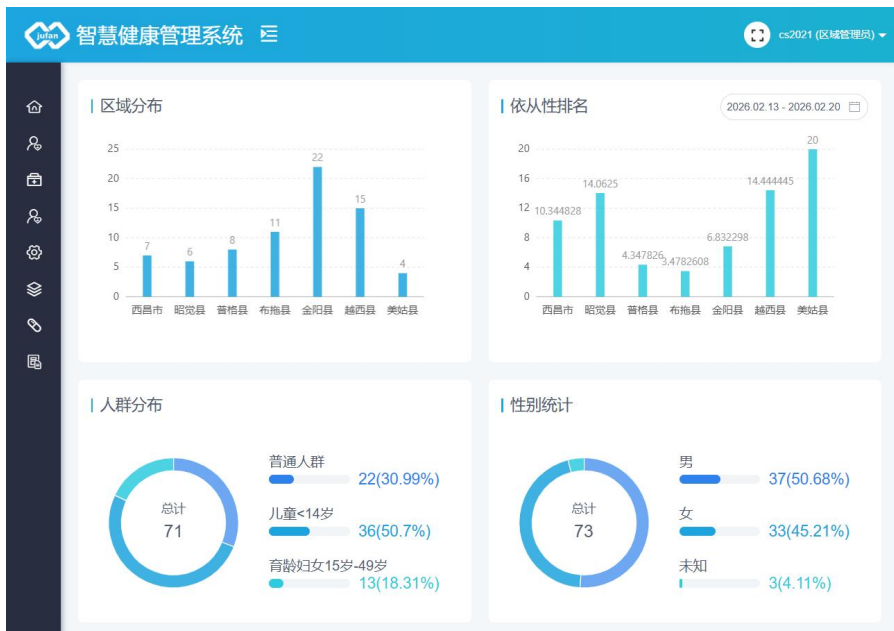 jufan 智慧健康管理系统
cs2021 (区域管理员)
区域分布
25
20
15
10
5
0
7
6
8
11
22
15
4
西昌市 昭觉县 普格县 布拖县 金阳县 越西县 美姑县
依从性排名
2026.02.13 - 2026.02.20
20
16
12
8
4
0
10.344828
14.0625
4.347826
3.4782608
6.832298
14.444445
20
西昌市 昭觉县 普格县 布拖县 金阳县 越西县 美姑县
人群分布
总计
71
普通人群
22(30.99%)
儿童<14岁
36(50.7%)
育龄妇女15岁-49岁
13(18.31%)
性别统计
总计
73
男
37(50.68%)
女
33(45.21%)
未知
3(4.11%)